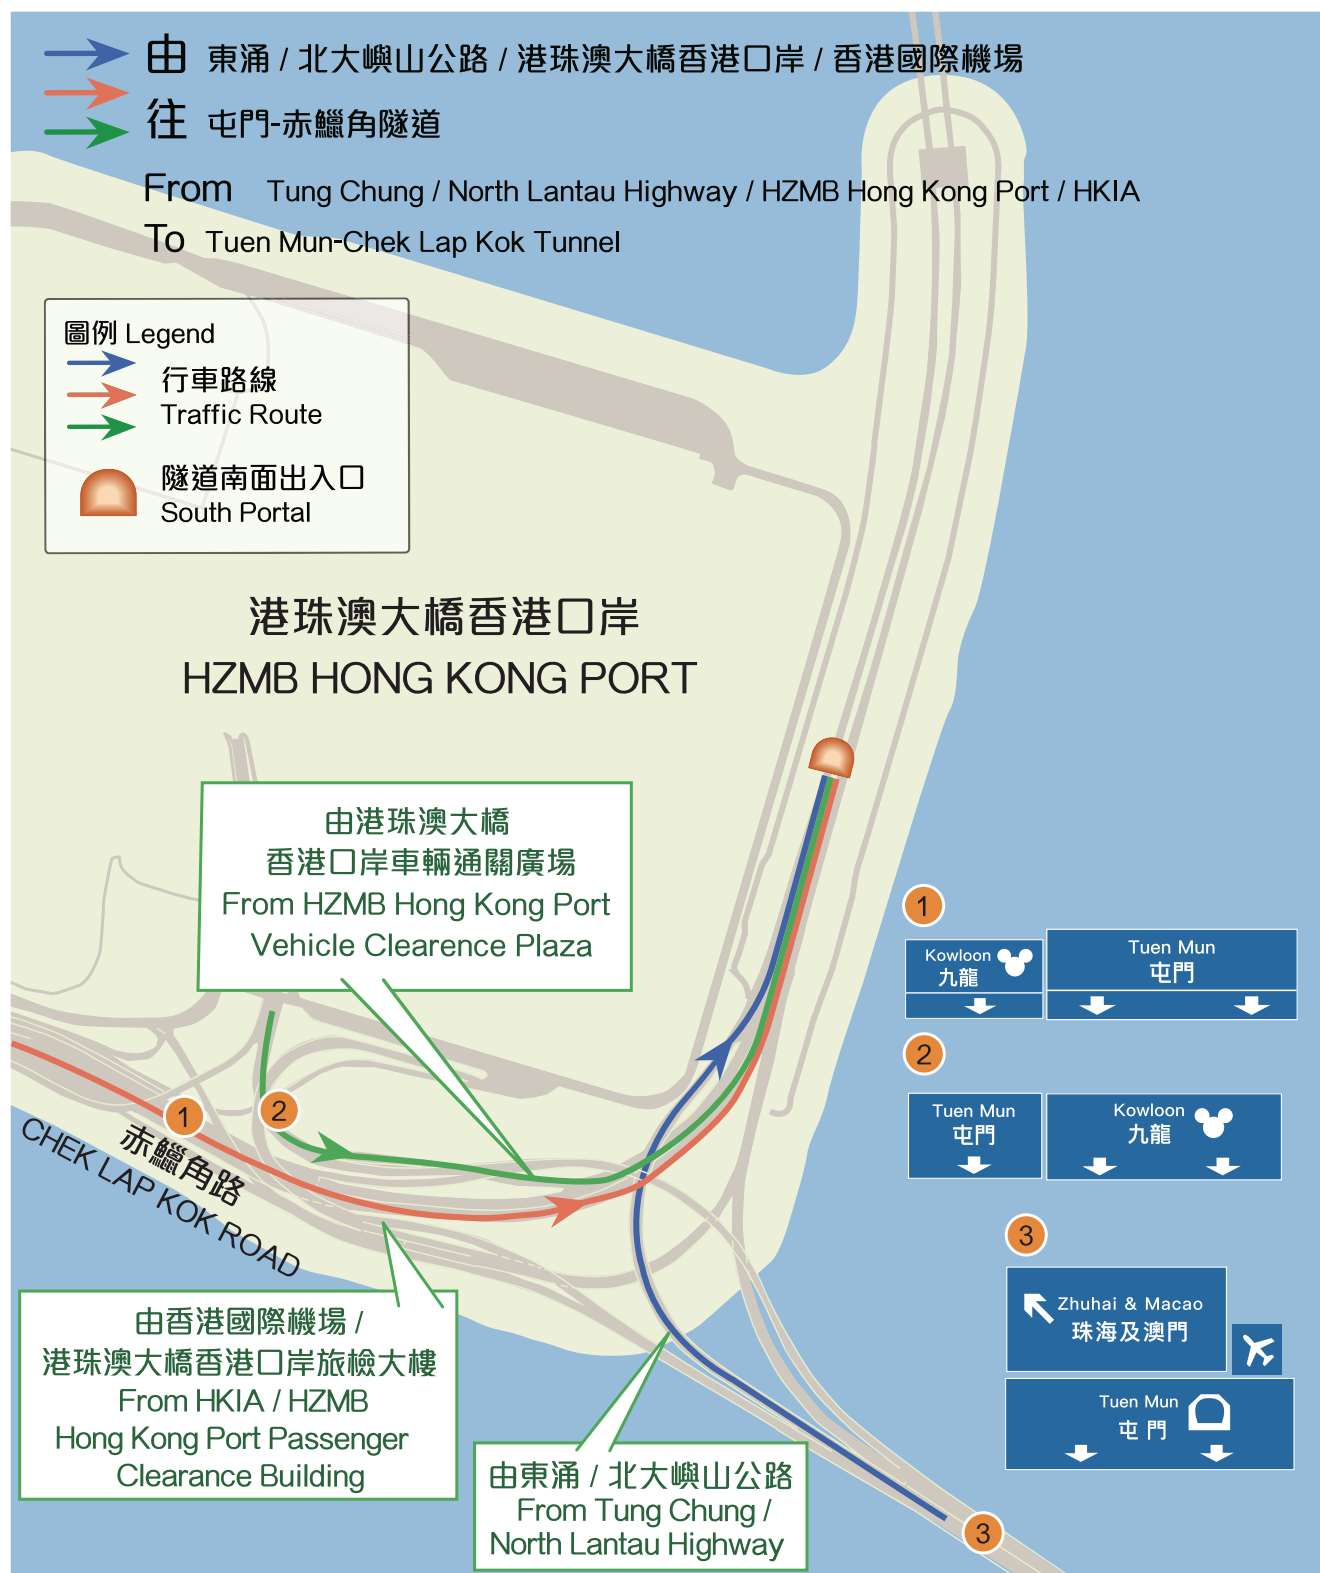 由 東涌 / 北大嶼山公路 / 港珠澳大橋香港口岸 / 香港國際機場
往 屯門-赤鱲角隧道
From Tung Chung / North Lantau Highway / HZMB Hong Kong Port / HKIA
To Tuen Mun-Chek Lap Kok Tunnel
圖例 Legend
行車路線
Traffic Route
隧道南面出入口
South Portal
港珠澳大橋香港口岸
HZMB HONG KONG PORT
由港珠澳大橋
香港口岸車輛通關廣場
From HZMB Hong Kong Port
Vehicle Clearence Plaza
1
Kowloon
九龍
Tuen Mun
屯門
2
Tuen Mun
屯門
Kowloon
九龍
1
2
赤鱲角路
CHEK LAP KOK ROAD
3
Zhuhai & Macao
珠海及澳門
Tuen Mun
屯門
由香港國際機場 /
港珠澳大橋香港口岸旅檢大樓
From HKIA / HZMB
Hong Kong Port Passenger
Clearance Building
由東涌 / 北大嶼山公路
From Tung Chung /
North Lantau Highway
3